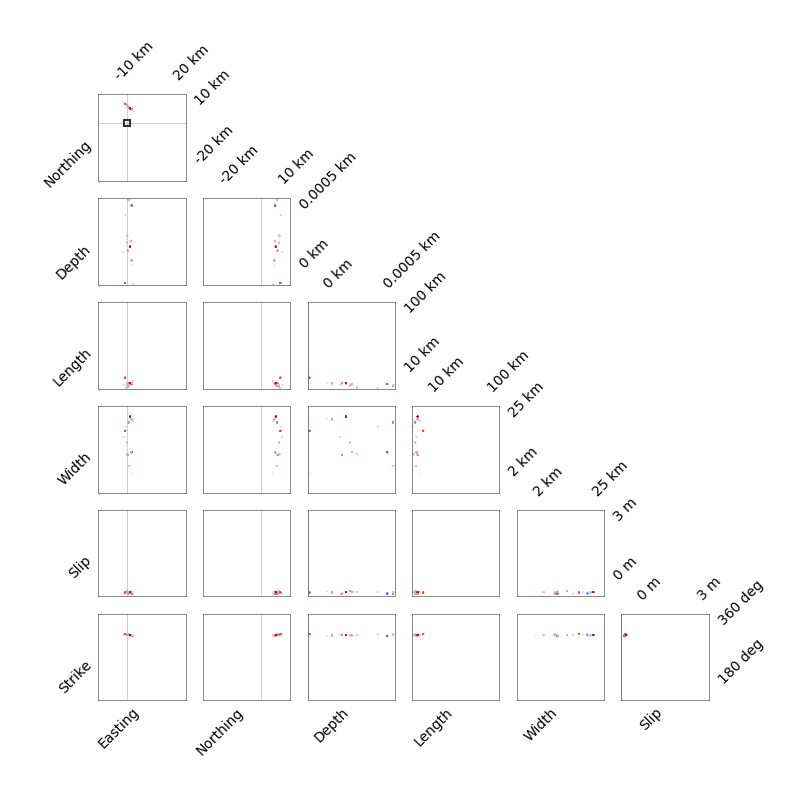 -10 km
20 km
10 km
-20 km
Northing
-20 km
10 km
0.0005 km
0 km
Depth
0 km
0.0005 km
100 km
10 km
Length
10 km
100 km
25 km
2 km
Width
2 km
25 km
3 m
0 m
Slip
0 m
3 m
360 deg
180 deg
Strike
Easting
Northing
Depth
Length
Width
Slip